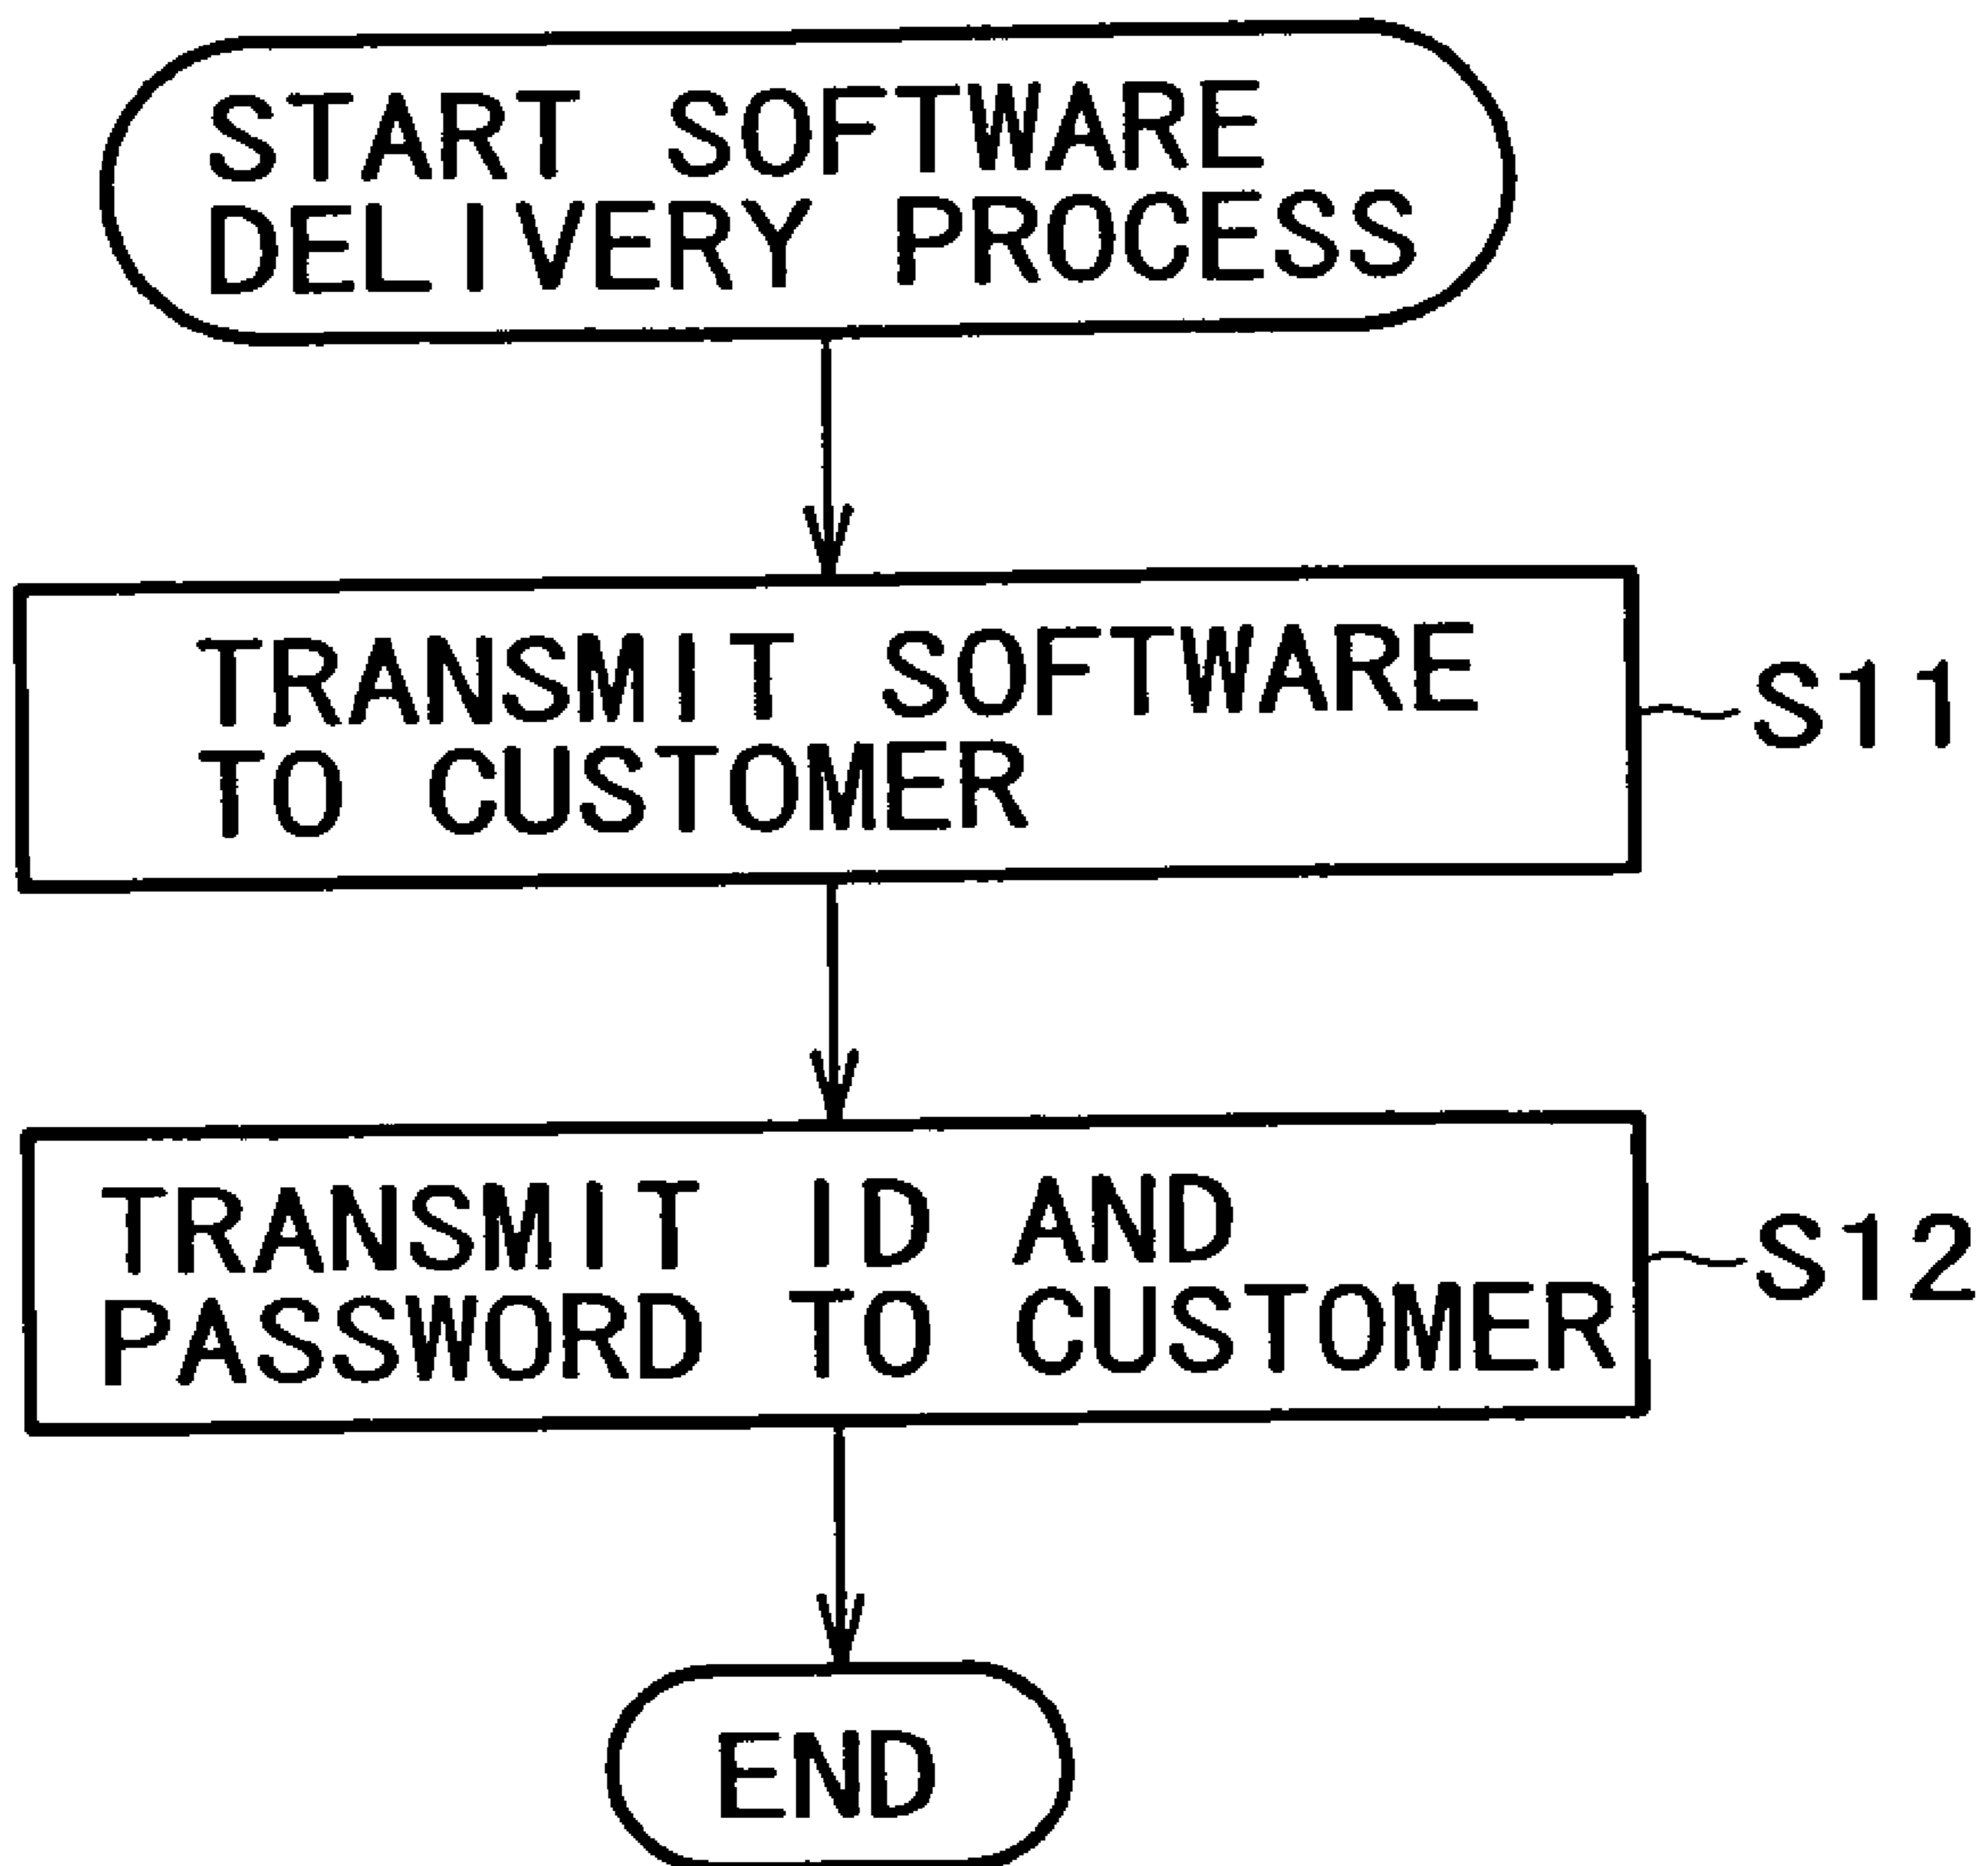 START SOFTWARE
DELIVERY PROCESS
TRANSMIT SOFTWARE
TO CUSTOMER
S11
TRANSMIT ID AND
PASSWORD TO CUSTOMER
S12
END